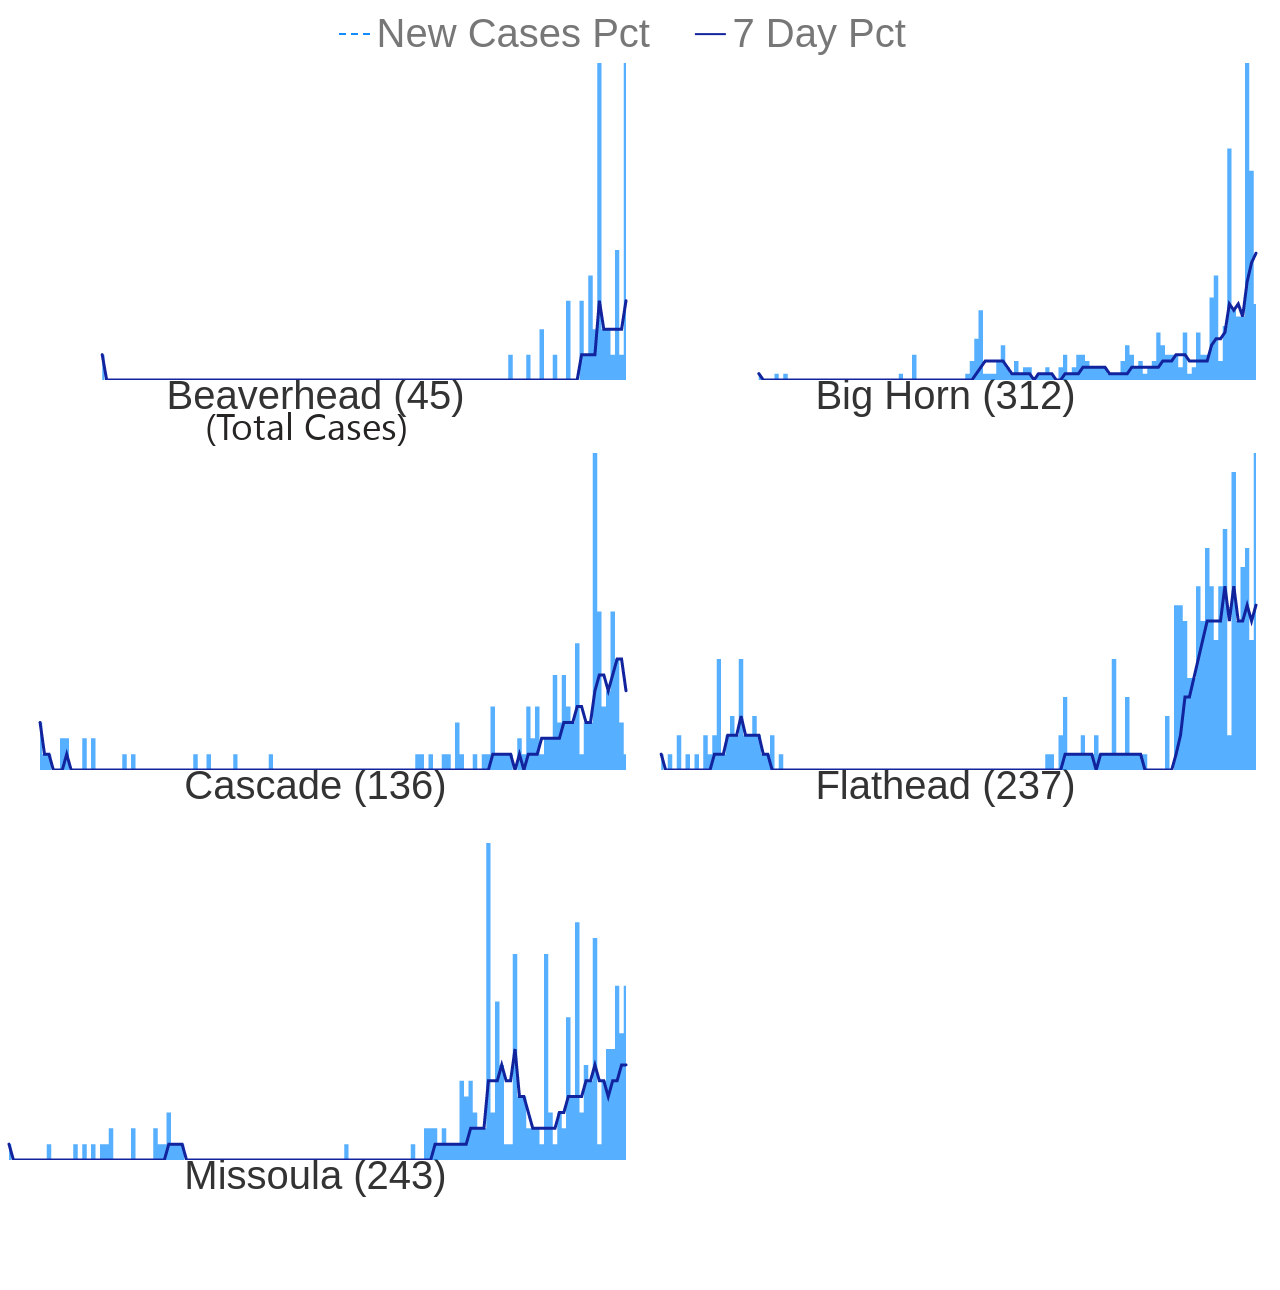 New Cases Pct 7 Day Pct
Beaverhead (45)
(Total Cases)
Big Horn (312)
Cascade (136)
Flathead (237)
Missoula (243)